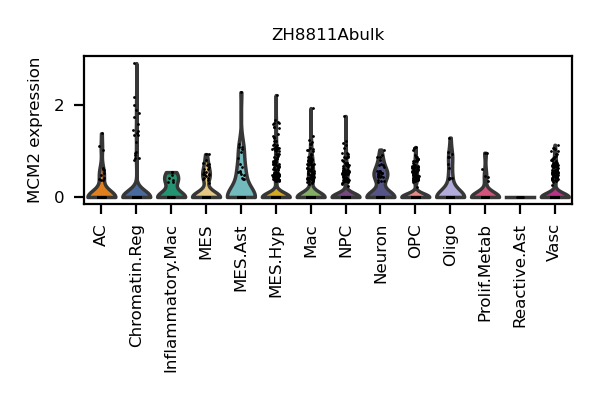 ZH8811Abulk
MCM2 expression
2
0
AC
Chromatin.Reg
Inflammatory.Mac
MES
MES.Ast
MES.Hyp
Mac
NPC
Neuron
OPC
Oligo
Prolif.Metab
Reactive.Ast
Vasc